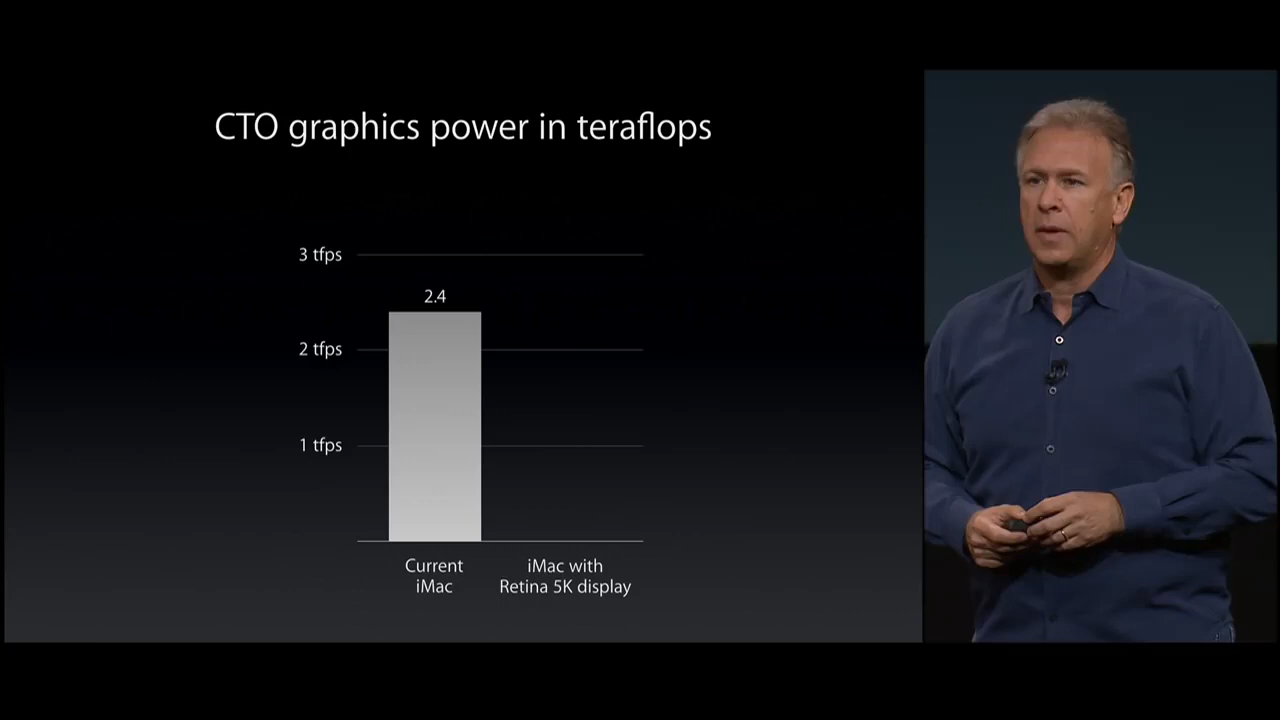 CTO graphics power in teraflops
3 tfps
2.4
2 tfps
1 tfps
Current
iMac
iMac with
Retina 5K display